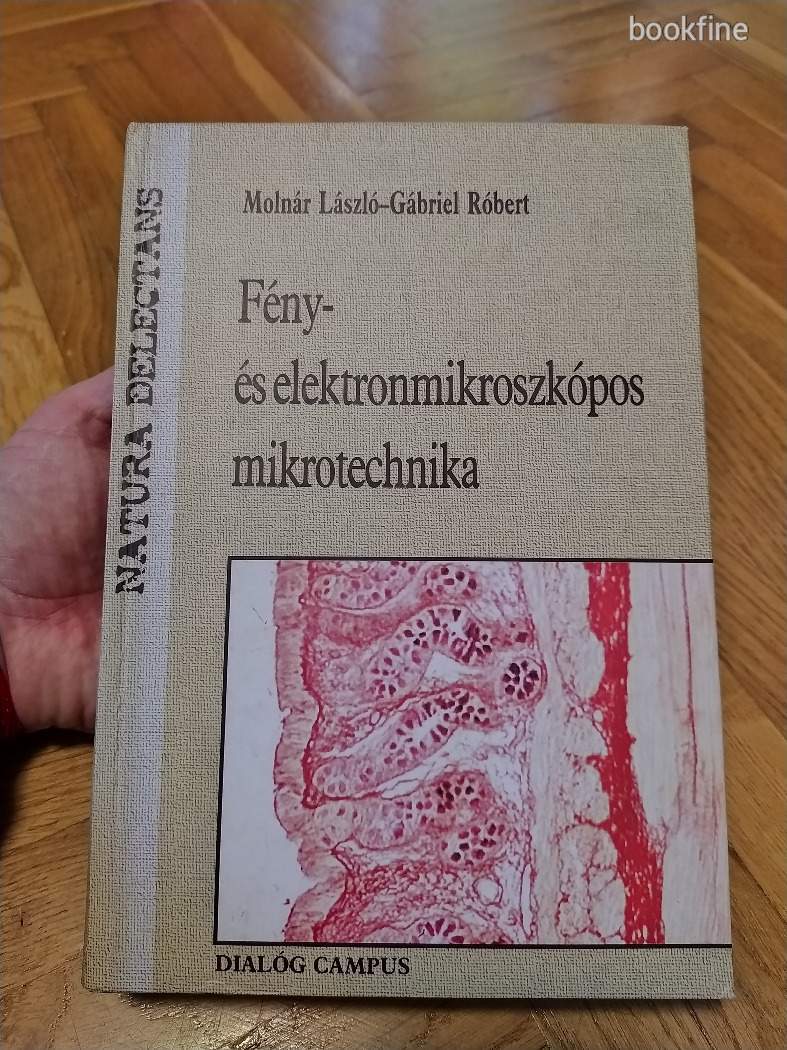 bookfine
Molnár László–Gábriel Róbert
Fény-
és elektronmikroszkópos
mikrotechnika
NATURA DELECTANS
DIALÓG CAMPUS